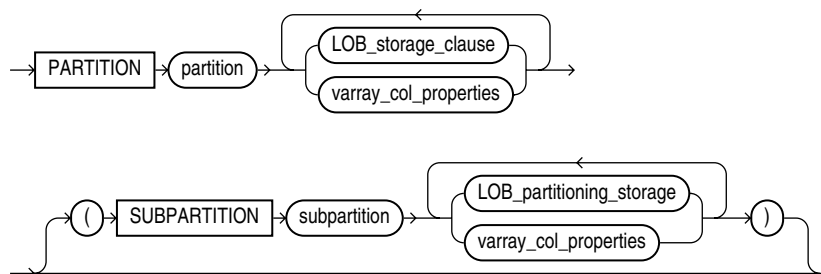 LOB_storage_clause
PARTITION partition
varray_col_properties
LOB_partitioning_storage
( SUBPARTITION subpartition )
varray_col_properties